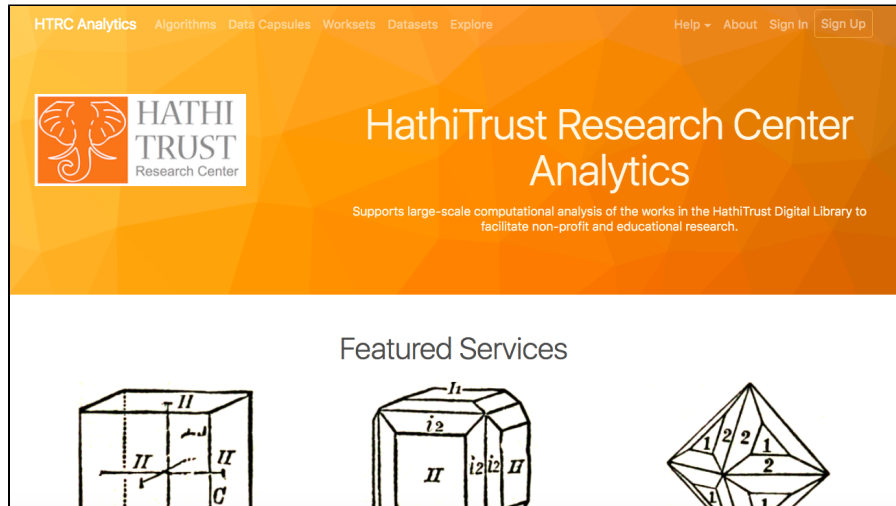 HTRC Analytics Algorithms Data Capsules Worksets Datasets Explore Help About Sign In Sign Up
HATHI
TRUST
Research Center
HathiTrust Research Center
Analytics
Supports large-scale computational analysis of the works in the HathiTrust Digital Library to
facilitate non-profit and educational research.
Featured Services
II
II II
C
I1
i2
i2 i2
II II
2 2
1 1
2
1 1